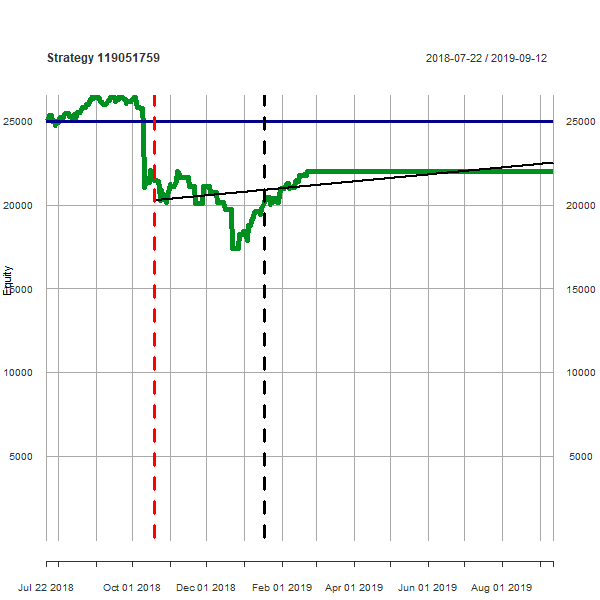 Strategy 119051759
2018-07-22 / 2019-09-12
25000 25000
20000 20000
Equity
15000 15000
10000 10000
5000 5000
Jul 22 2018 Oct 01 2018 Dec 01 2018 Feb 01 2019 Apr 01 2019 Jun 01 2019 Aug 01 2019